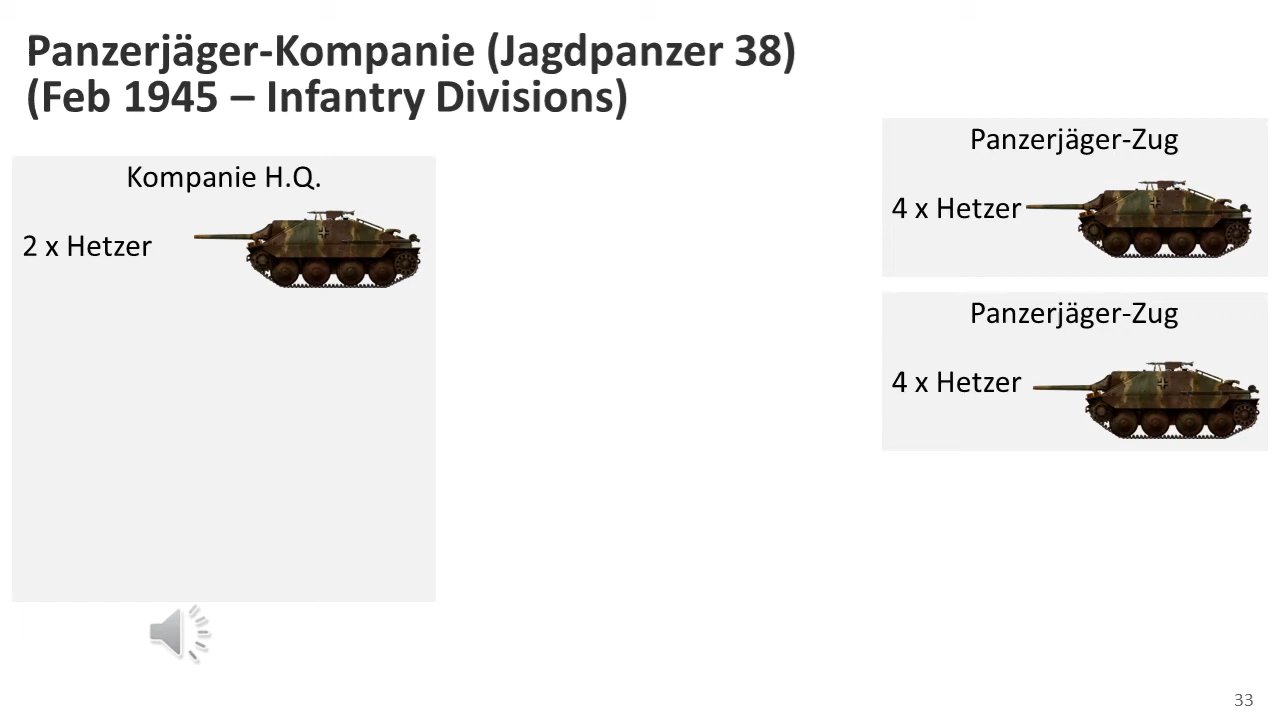 Panzerjäger-Kompanie (Jagdpanzer 38)
(Feb 1945 – Infantry Divisions)
Kompanie H.Q.
2 x Hetzer
Panzerjäger-Zug
4 x Hetzer
Panzerjäger-Zug
4 x Hetzer
33